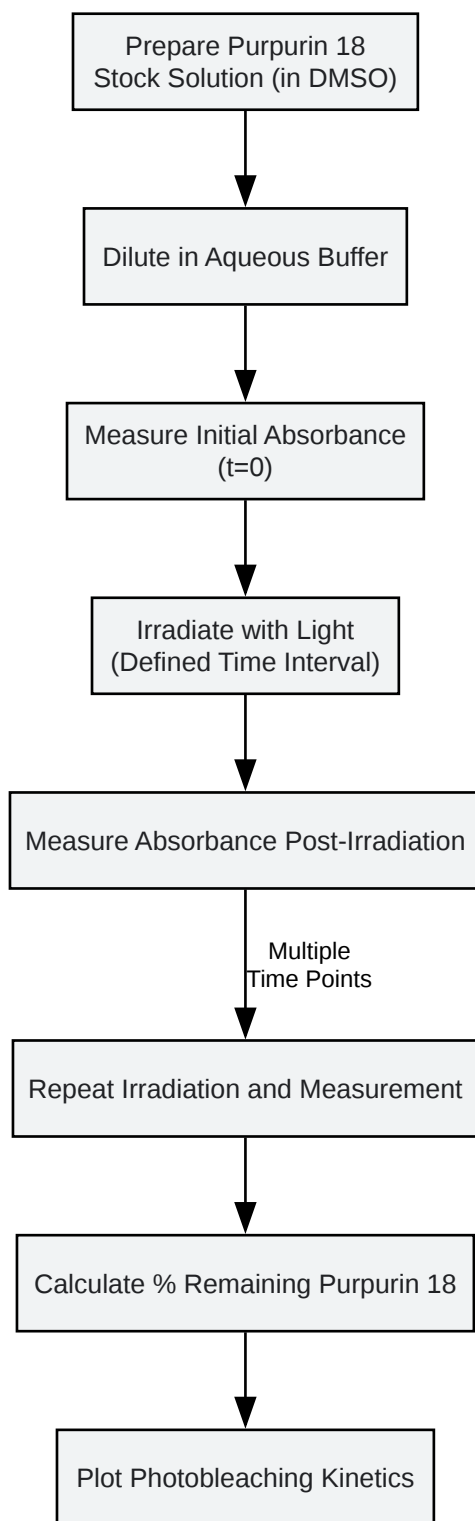 Prepare Purpurin 18
Stock Solution (in DMSO)
Dilute in Aqueous Buffer
Measure Initial Absorbance
(t=0)
Irradiate with Light
(Defined Time Interval)
Measure Absorbance Post-Irradiation
Multiple
Time Points
Repeat Irradiation and Measurement
Calculate % Remaining Purpurin 18
Plot Photobleaching Kinetics